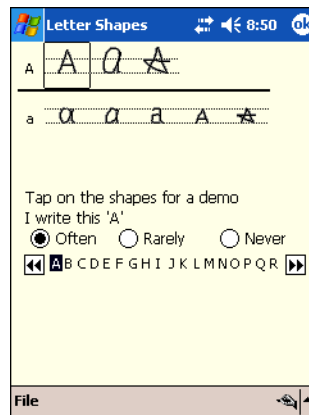 Letter Shapes 8:50 ok
A A a A
a a a a A A
Tap on the shapes for a demo
I write this 'A'
Often Rarely Never
A B C D E F G H I J K L M N O P Q R
File